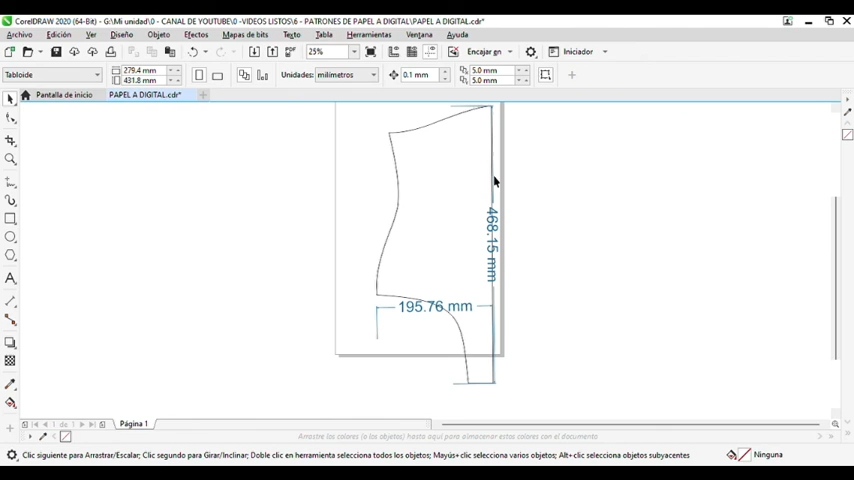 CorelDRAW 2020 (64-Bit) - G:\Mi unidad\0 - CANAL DE YOUTUBE\0 -VIDEOS LISTOS\6 - PATRONES DE PAPEL A DIGITAL\PAPEL A DIGITAL.cdr*
Archivo Edición Ver Diseño Objeto Efectos Mapas de bits Texto Tabla Herramientas Ventana Ayuda
PDF 25% Encajar en Iniciador
Tabloide 279.4 mm 431.8 mm Unidades: milímetros 0.1 mm 5.0 mm 5.0 mm
Pantalla de inicio PAPEL A DIGITAL.cdr*
468.15 mm
195.76 mm
1 de 1 Página 1
Arrastre los colores (o los objetos) hasta aquí para almacenar estos colores con el documento
Clic siguiente para Arrastrar/Escalar; Clic segundo para Girar/Inclinar; Doble clic en herramienta selecciona todos los objetos; Mayús+clic selecciona varios objetos; Alt+clic selecciona objetos subyacentes Ninguna